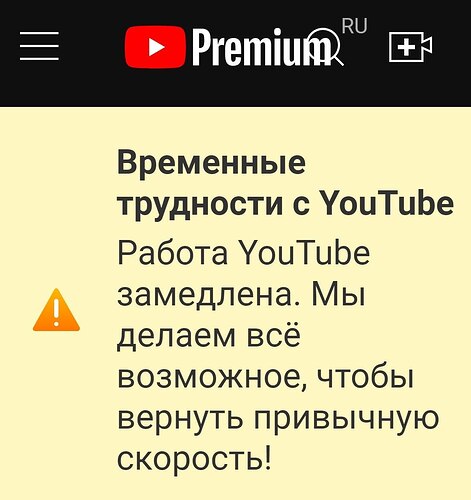 Premium RU
Временные
трудности с YouTube
Работа YouTube
замедлена. Мы
делаем всё
возможное, чтобы
вернуть привычную
скорость!